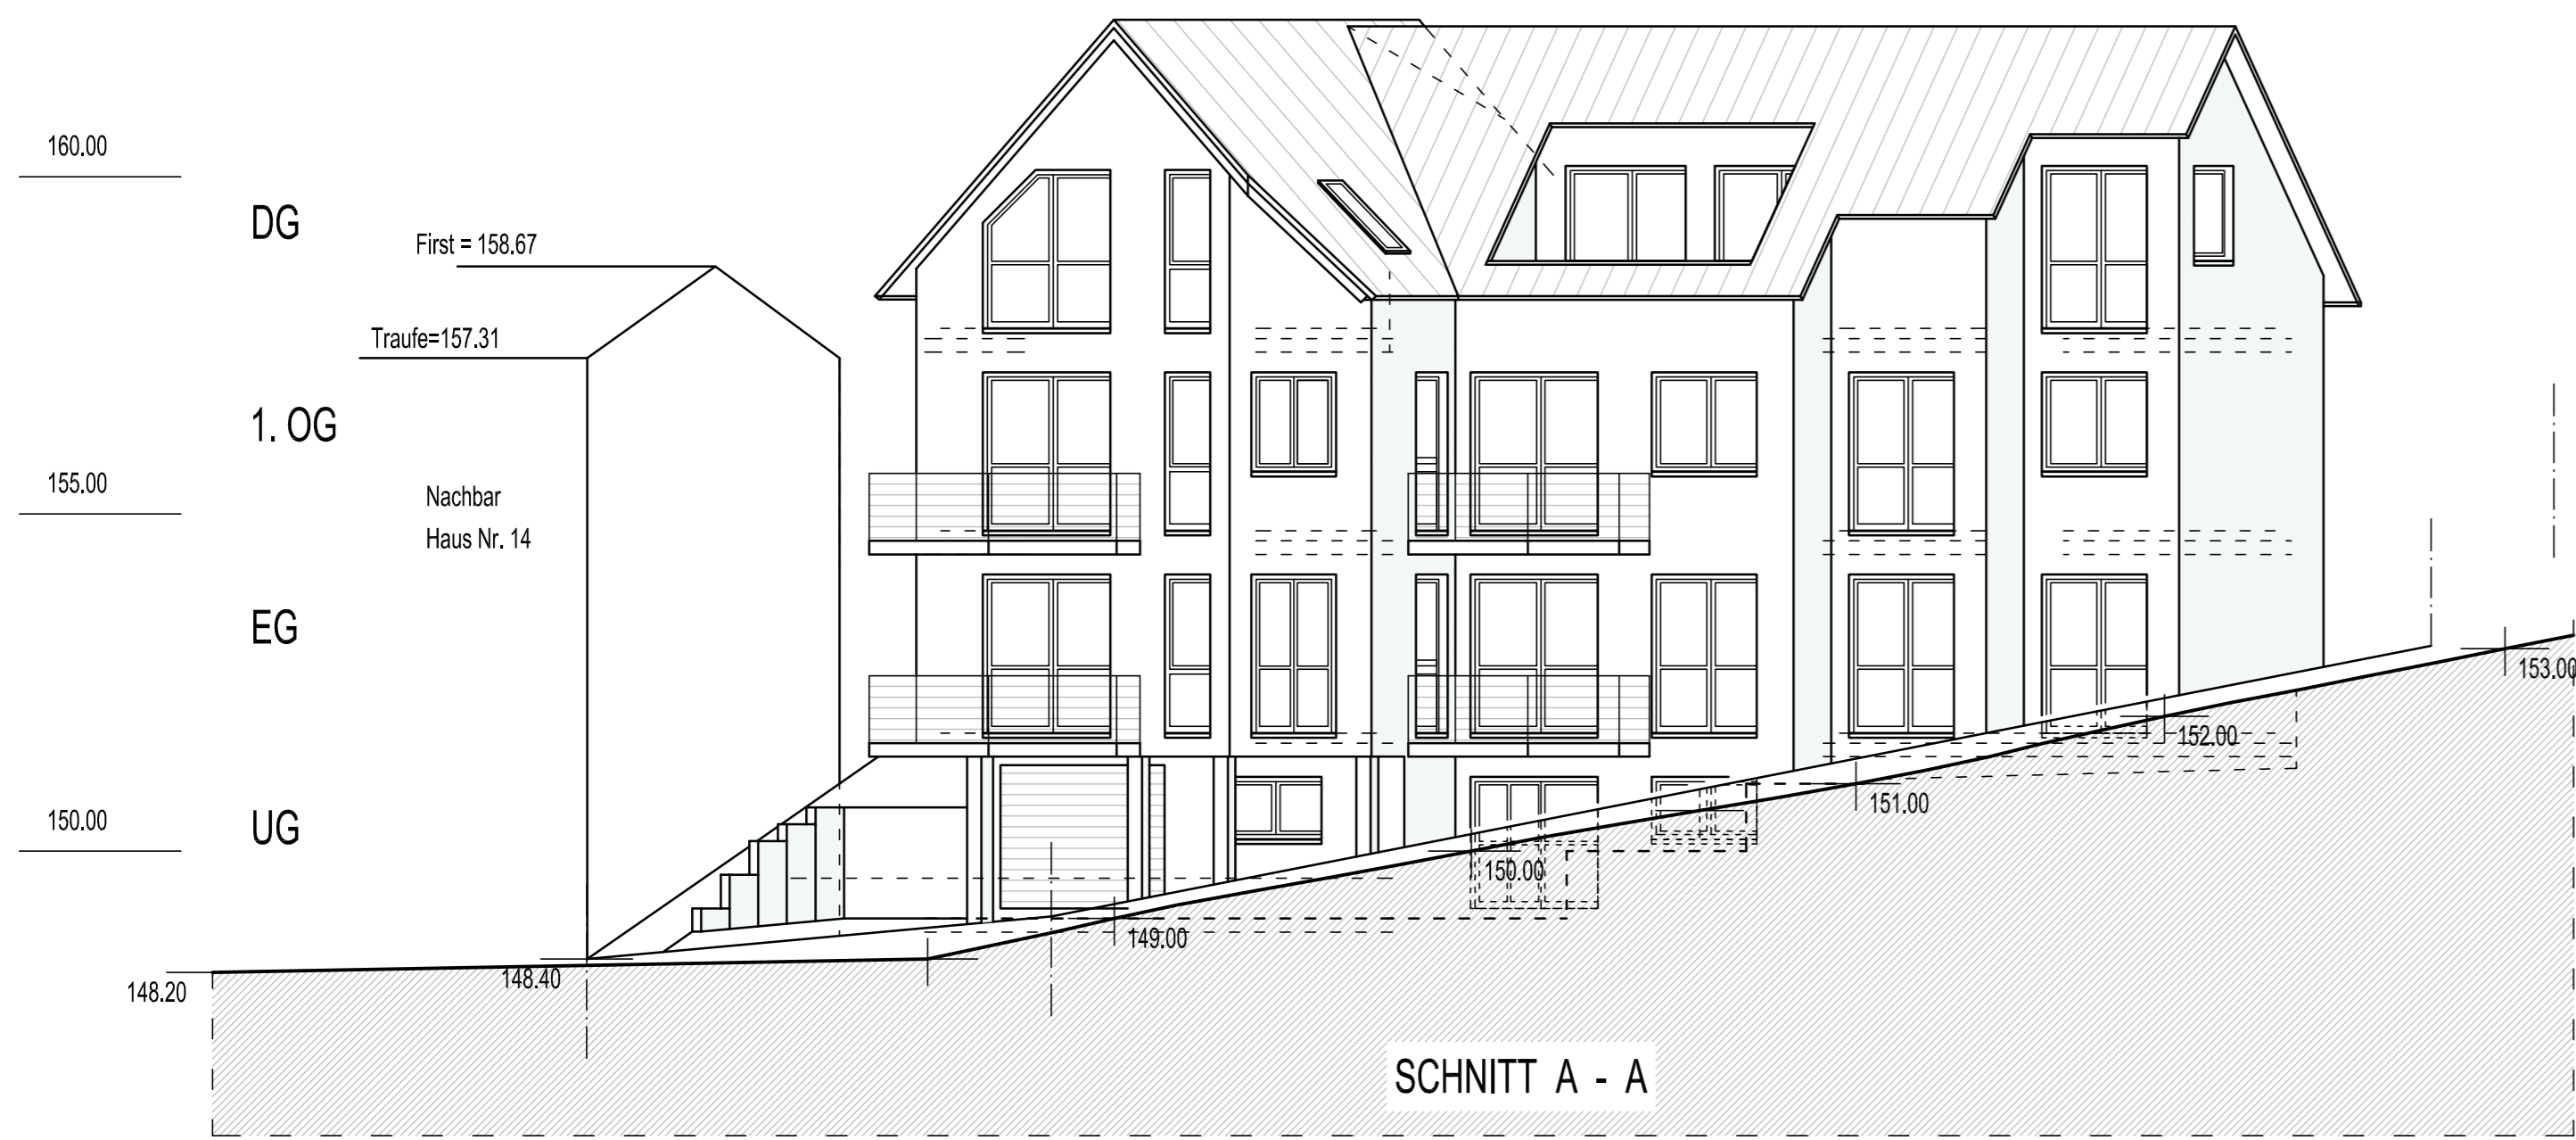 160.00
DG
First = 158.67
Traufe=157.31
1. OG
155.00
Nachbar
Haus Nr. 14
EG
153.00
152.00
151.00
150.00
UG
150.00
149.00
148.40
148.20
SCHNITT A - A